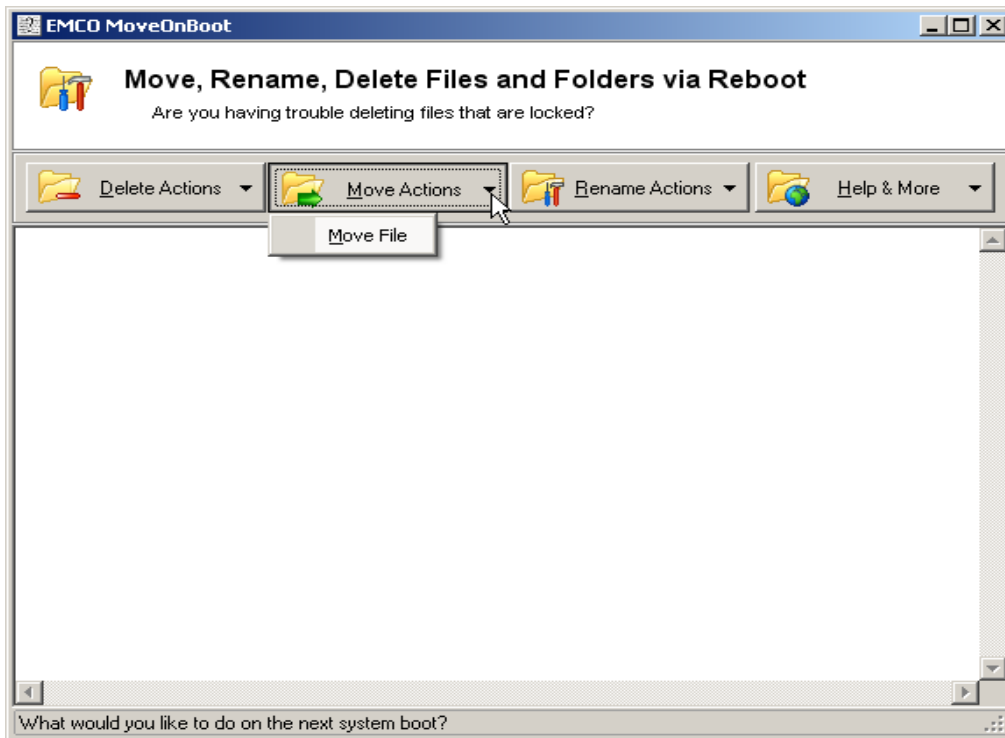 EMCO MoveOnBoot
Move, Rename, Delete Files and Folders via Reboot
Are you having trouble deleting files that are locked?
Delete Actions
Move Actions
Rename Actions
Help & More
Move File
What would you like to do on the next system boot?